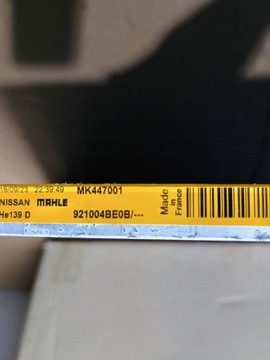 18/09/23 22:39:49 MK447001
NISSAN MAHLE
He139 D 921004BE0B/---
Made
in
France